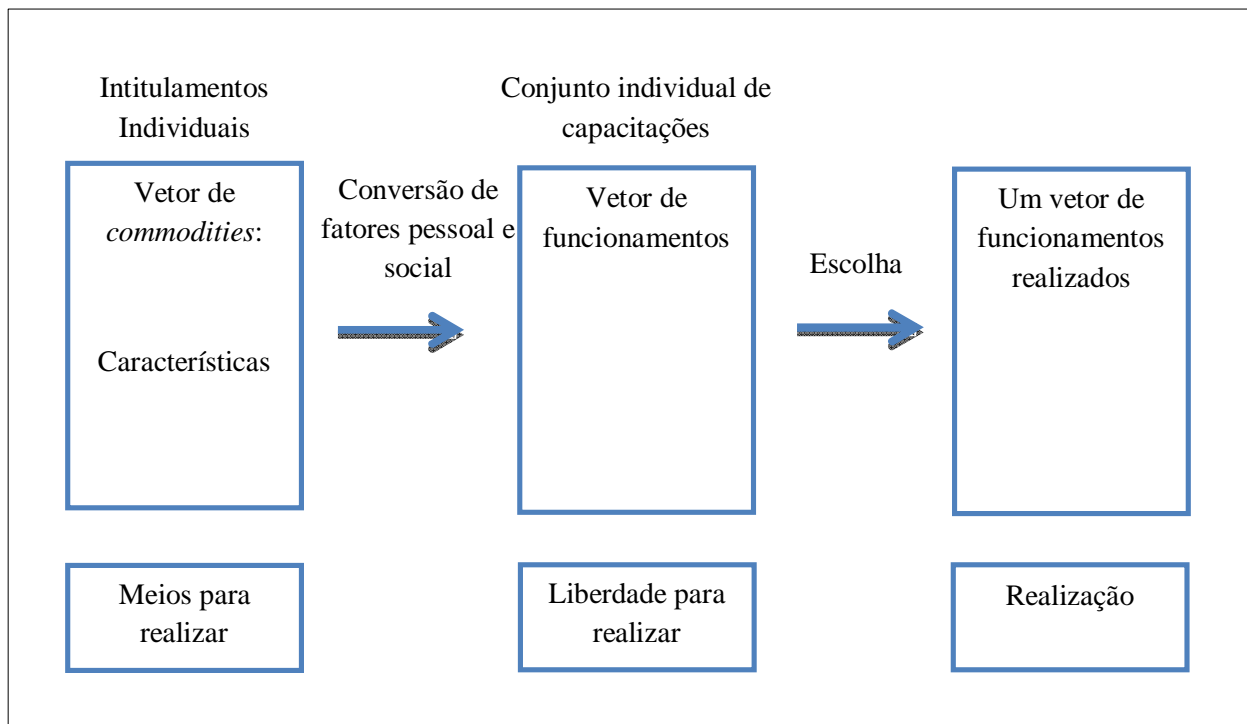 Intitulamentos
Individuais
Vetor de
commodities:
Características
Conversão de
fatores pessoal e
social
Conjunto individual de
capacitações
Vetor de
funcionamentos
Escolha
Um vetor de
funcionamentos
realizados
Meios para
realizar
Liberdade para
realizar
Realização